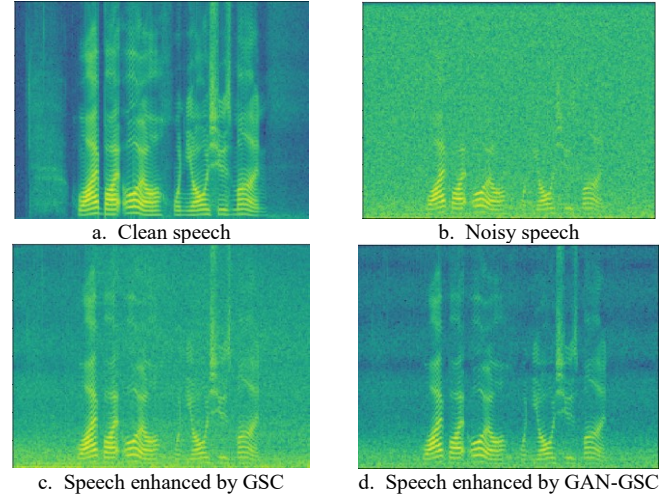 a. Clean speech
b. Noisy speech
c. Speech enhanced by GSC
d. Speech enhanced by GAN-GSC